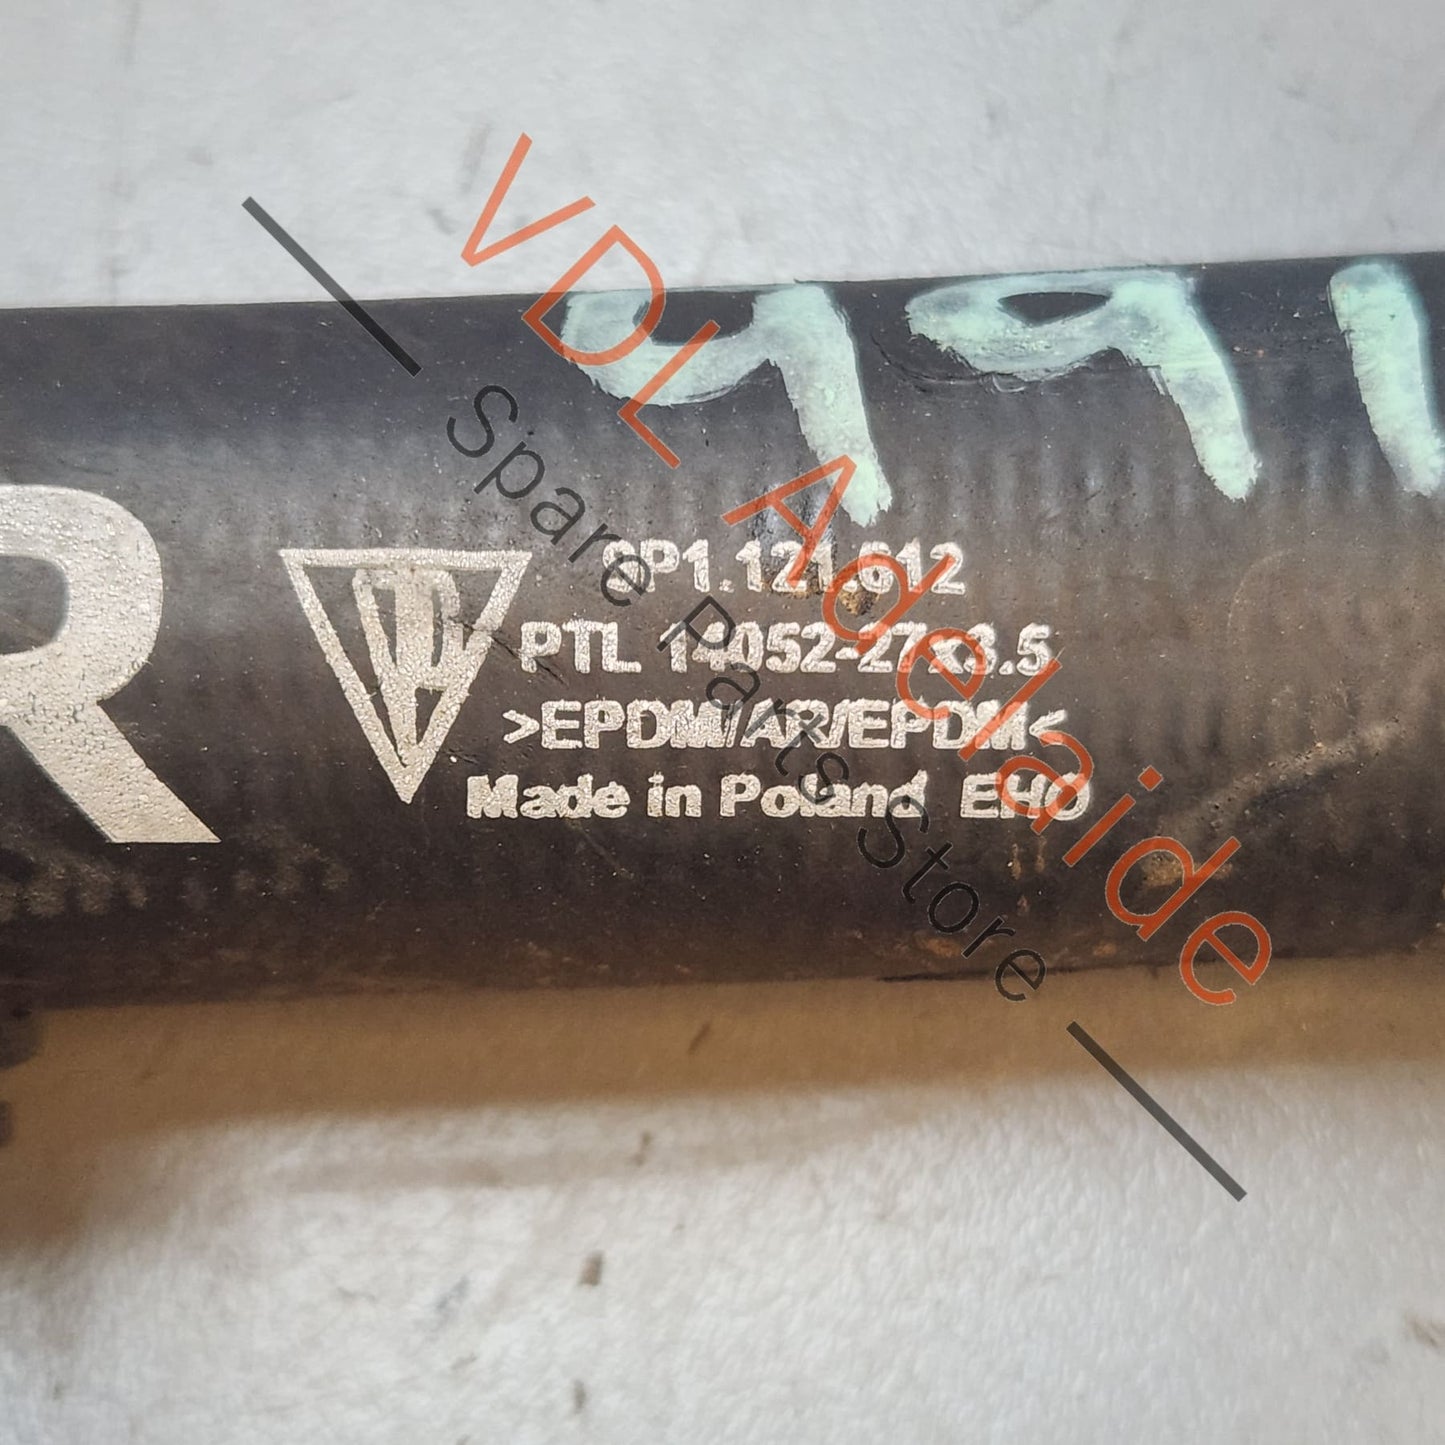 991
R
9P1.121.612
PTL 14052-27x3.5
>EPDM/AR/EPDM<
Made in Poland EHO
VDL Adelaide
Spare Parts Store